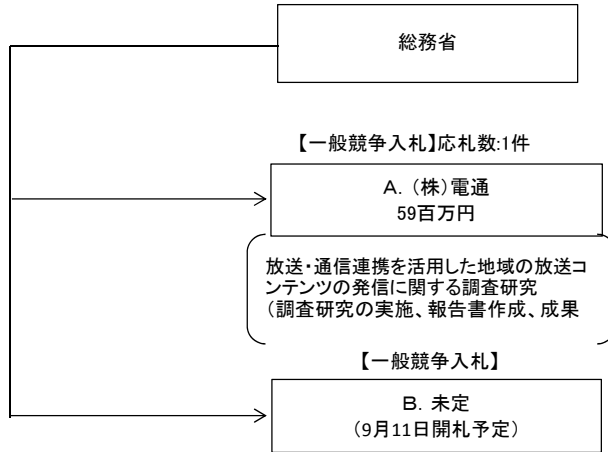 総務省
【一般競争入札】応札数:1件
A. (株)電通
59百万円
放送・通信連携を活用した地域の放送コ
ンテンツの発信に関する調査研究
(調査研究の実施、報告書作成、成果
【一般競争入札】
B. 未定
(9月11日開札予定)